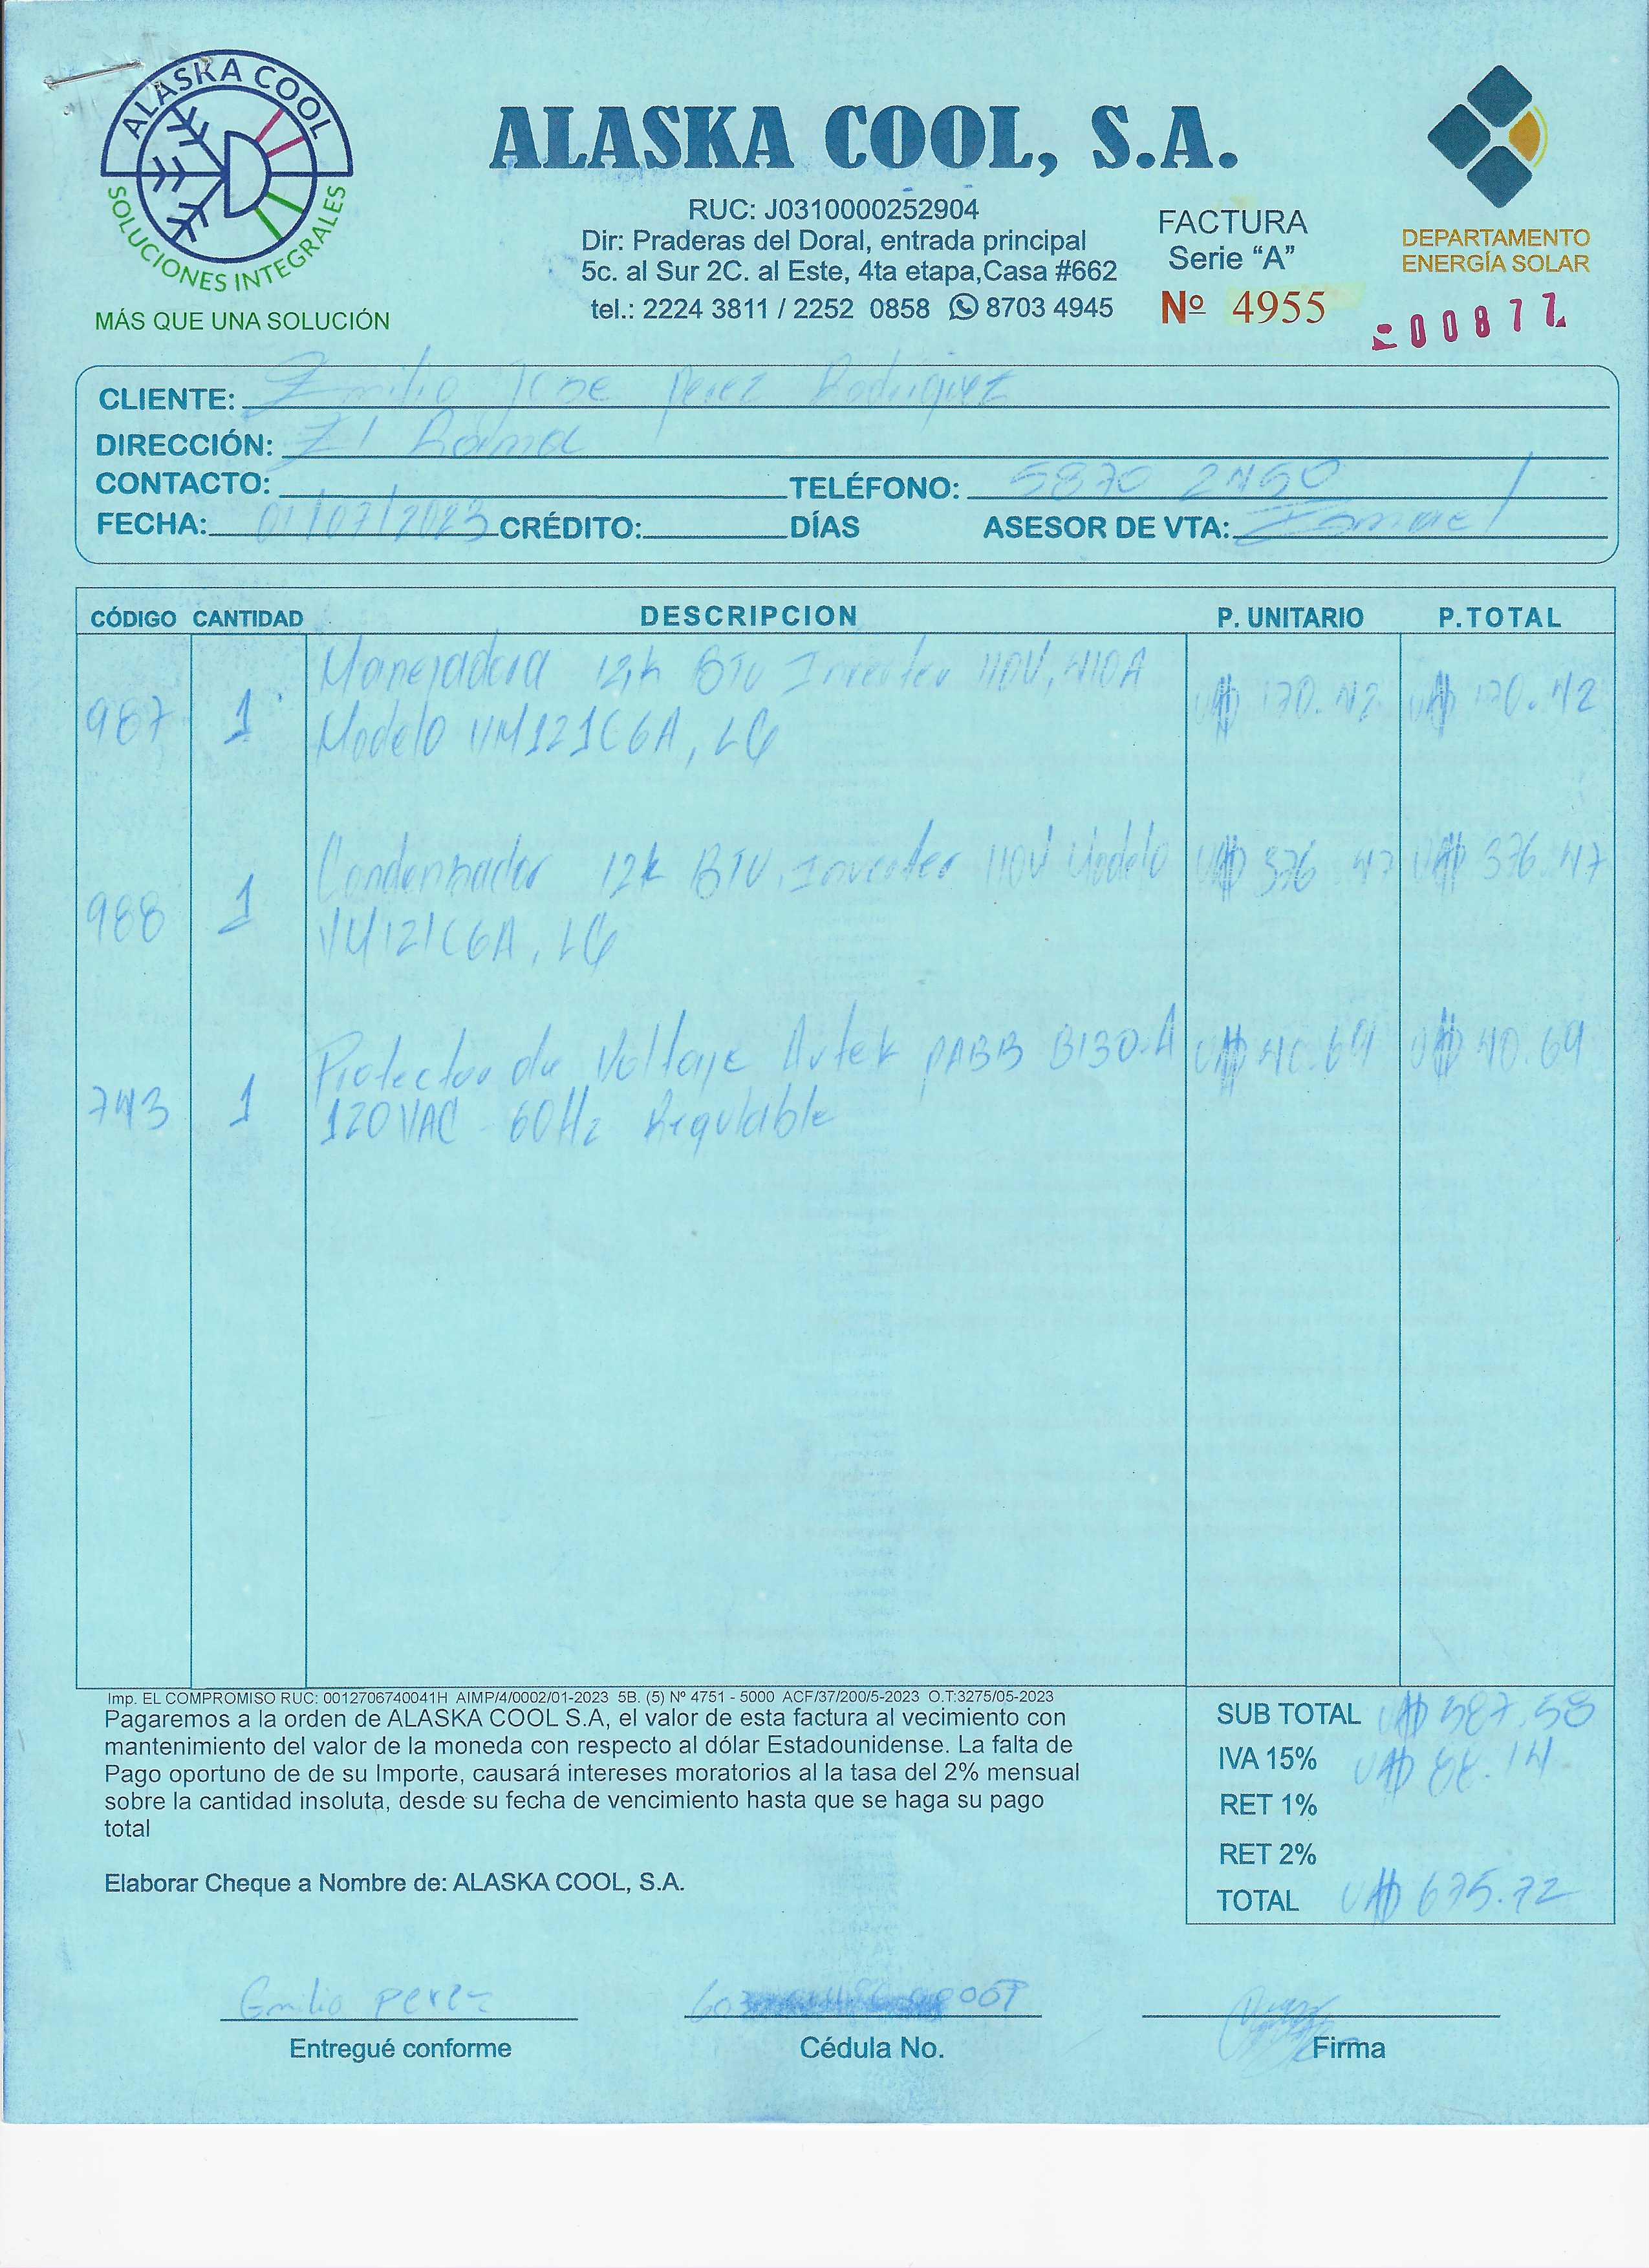 ALASKA COOL
SOLUCIONES INTEGRALES
MÁS QUE UNA SOLUCIÓN
ALASKA COOL, S.A.
RUC: J0310000252904
Dir: Praderas del Doral, entrada principal
5c. al Sur 2C. al Este, 4ta etapa,Casa #662
tel.: 2224 3811 / 2252 0858 8703 4945
FACTURA
Serie “A”
Nº 4955
DEPARTAMENTO
ENERGÍA SOLAR
00877
CLIENTE: Emilio Jose Perez Rodriguez
DIRECCIÓN: El Rama
CONTACTO: TELÉFONO: 5870 2450
FECHA: 01/07/2023 CRÉDITO: DÍAS ASESOR DE VTA:
CÓDIGO CANTIDAD DESCRIPCION P. UNITARIO P.TOTAL
Manejadora 12k BTU Inverter 110V, R410A
987 1 Modelo VM121C6A, LG U$D 170.42 U$D 170.42
Condensador 12k BTU, Inverter 110V Modelo U$D 376.47 U$D 376.47
988 1 VM121C6A, LG
Protector de Voltaje Avtek PABB B130-A U$D 40.69 U$D 40.69
743 1 120VAC 60Hz Regulable
Imp. EL COMPROMISO RUC: 0012706740041H AIMP/4/0002/01-2023 5B. (5) Nº 4751 - 5000 ACF/37/200/5-2023 O.T:3275/05-2023
Pagaremos a la orden de ALASKA COOL S.A, el valor de esta factura al vecimiento con
mantenimiento del valor de la moneda con respecto al dólar Estadounidense. La falta de
Pago oportuno de de su Importe, causará intereses moratorios al la tasa del 2% mensual
sobre la cantidad insoluta, desde su fecha de vencimiento hasta que se haga su pago
total
Elaborar Cheque a Nombre de: ALASKA COOL, S.A.
SUB TOTAL U$D 587.58
IVA 15% U$D 88.14
RET 1%
RET 2%
TOTAL U$D 675.72
Emilio Perez
Entregué conforme Cédula No. Firma